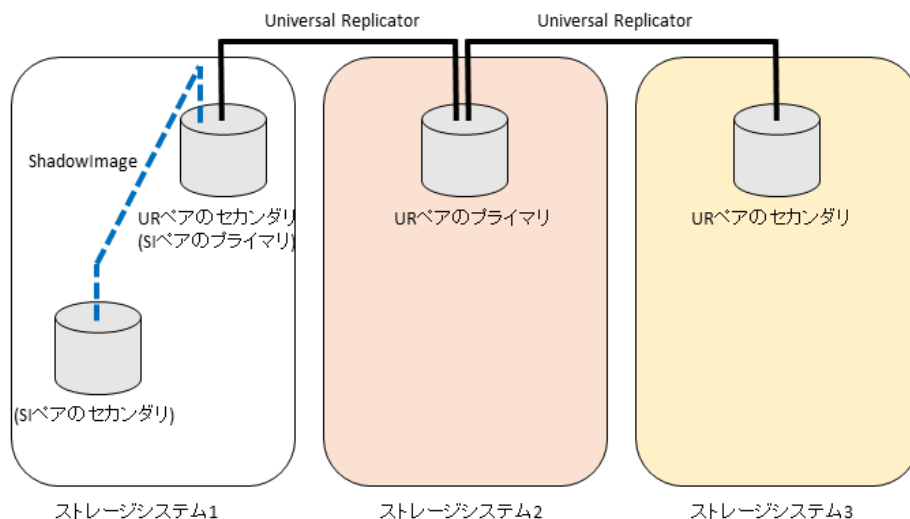 Universal Replicator
Universal Replicator
ShadowImage
URペアのセカンダリ
(SIペアのプライマリ)
URペアのプライマリ
URペアのセカンダリ
(SIペアのセカンダリ)
ストレージシステム1
ストレージシステム2
ストレージシステム3